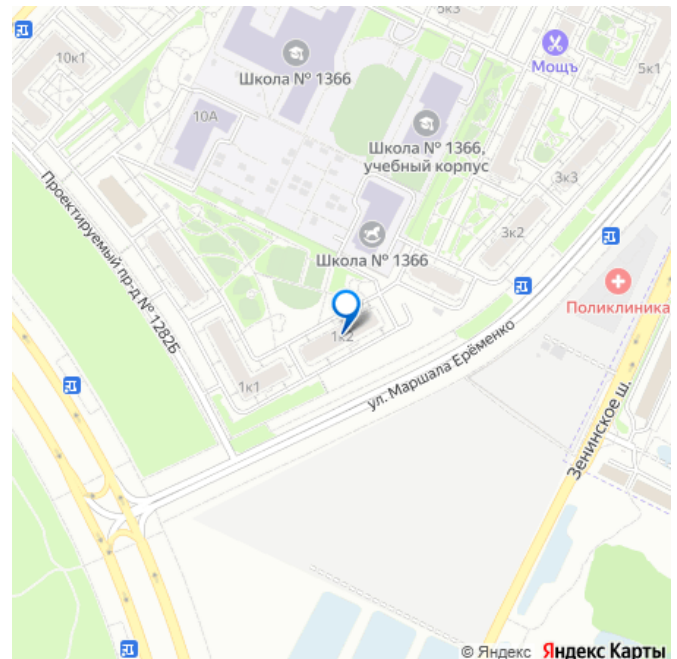 5к3
10к1
Школа № 1366
Мощъ
5к1
10А
Школа № 1366,
учебный корпус
3к3
Проектируемый пр-д № 1282Б
3к2
Школа № 1366
Поликлиника
1к2
ул. Маршала Ерёменко
1к1
Зенинское ш.
© Яндекс Яндекс Карты